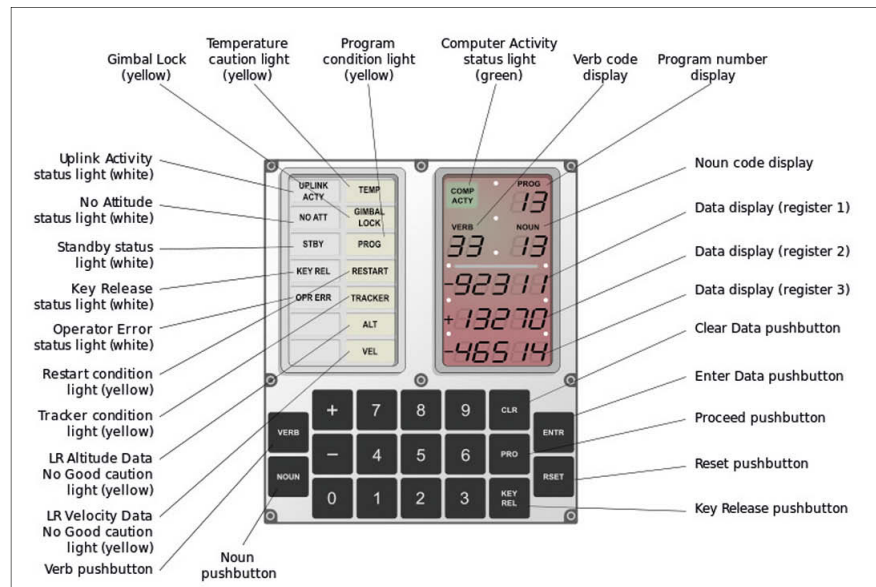 Gimbal Lock
(yellow)
Temperature
caution light
(yellow)
Program
condition light
(yellow)
Computer Activity
status light
(green)
Verb code
display
Program number
display
Uplink Activity
status light (white)
No Attitude
status light (white)
Standby status
light (white)
Key Release
status light (white)
Operator Error
status light (white)
Restart condition
light (yellow)
Tracker condition
light (yellow)
LR Altitude Data
No Good caution
light (yellow)
LR Velocity Data
No Good caution
light (yellow)
Verb pushbutton
Noun
pushbutton
UPLINK
ACTY
TEMP
NO ATT
GIMBAL
LOCK
STBY
PROG
KEY REL
RESTART
OPR ERR
TRACKER
ALT
VEL
COMP
ACTY
PROG
13
VERB
NOUN
33
13
-92311
+13270
-46514
VERB
NOUN
+ 7 8 9 CLR
- 4 5 6 PRO
0 1 2 3 KEY
REL
ENTR
RSET
Noun code display
Data display (register 1)
Data display (register 2)
Data display (register 3)
Clear Data pushbutton
Enter Data pushbutton
Proceed pushbutton
Reset pushbutton
Key Release pushbutton